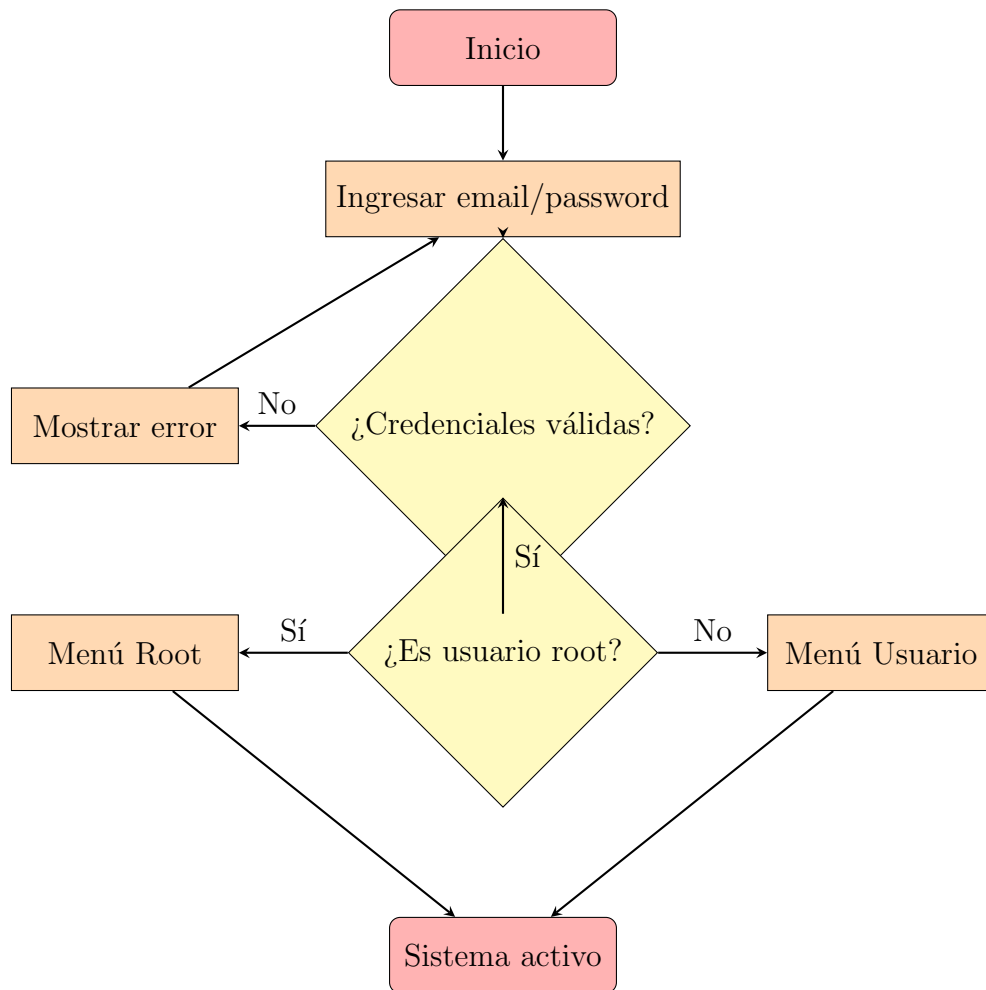 Inicio
Ingresar email/password
¿Credenciales válidas?
No
Mostrar error
Sí
¿Es usuario root?
Sí
Menú Root
No
Menú Usuario
Sistema activo